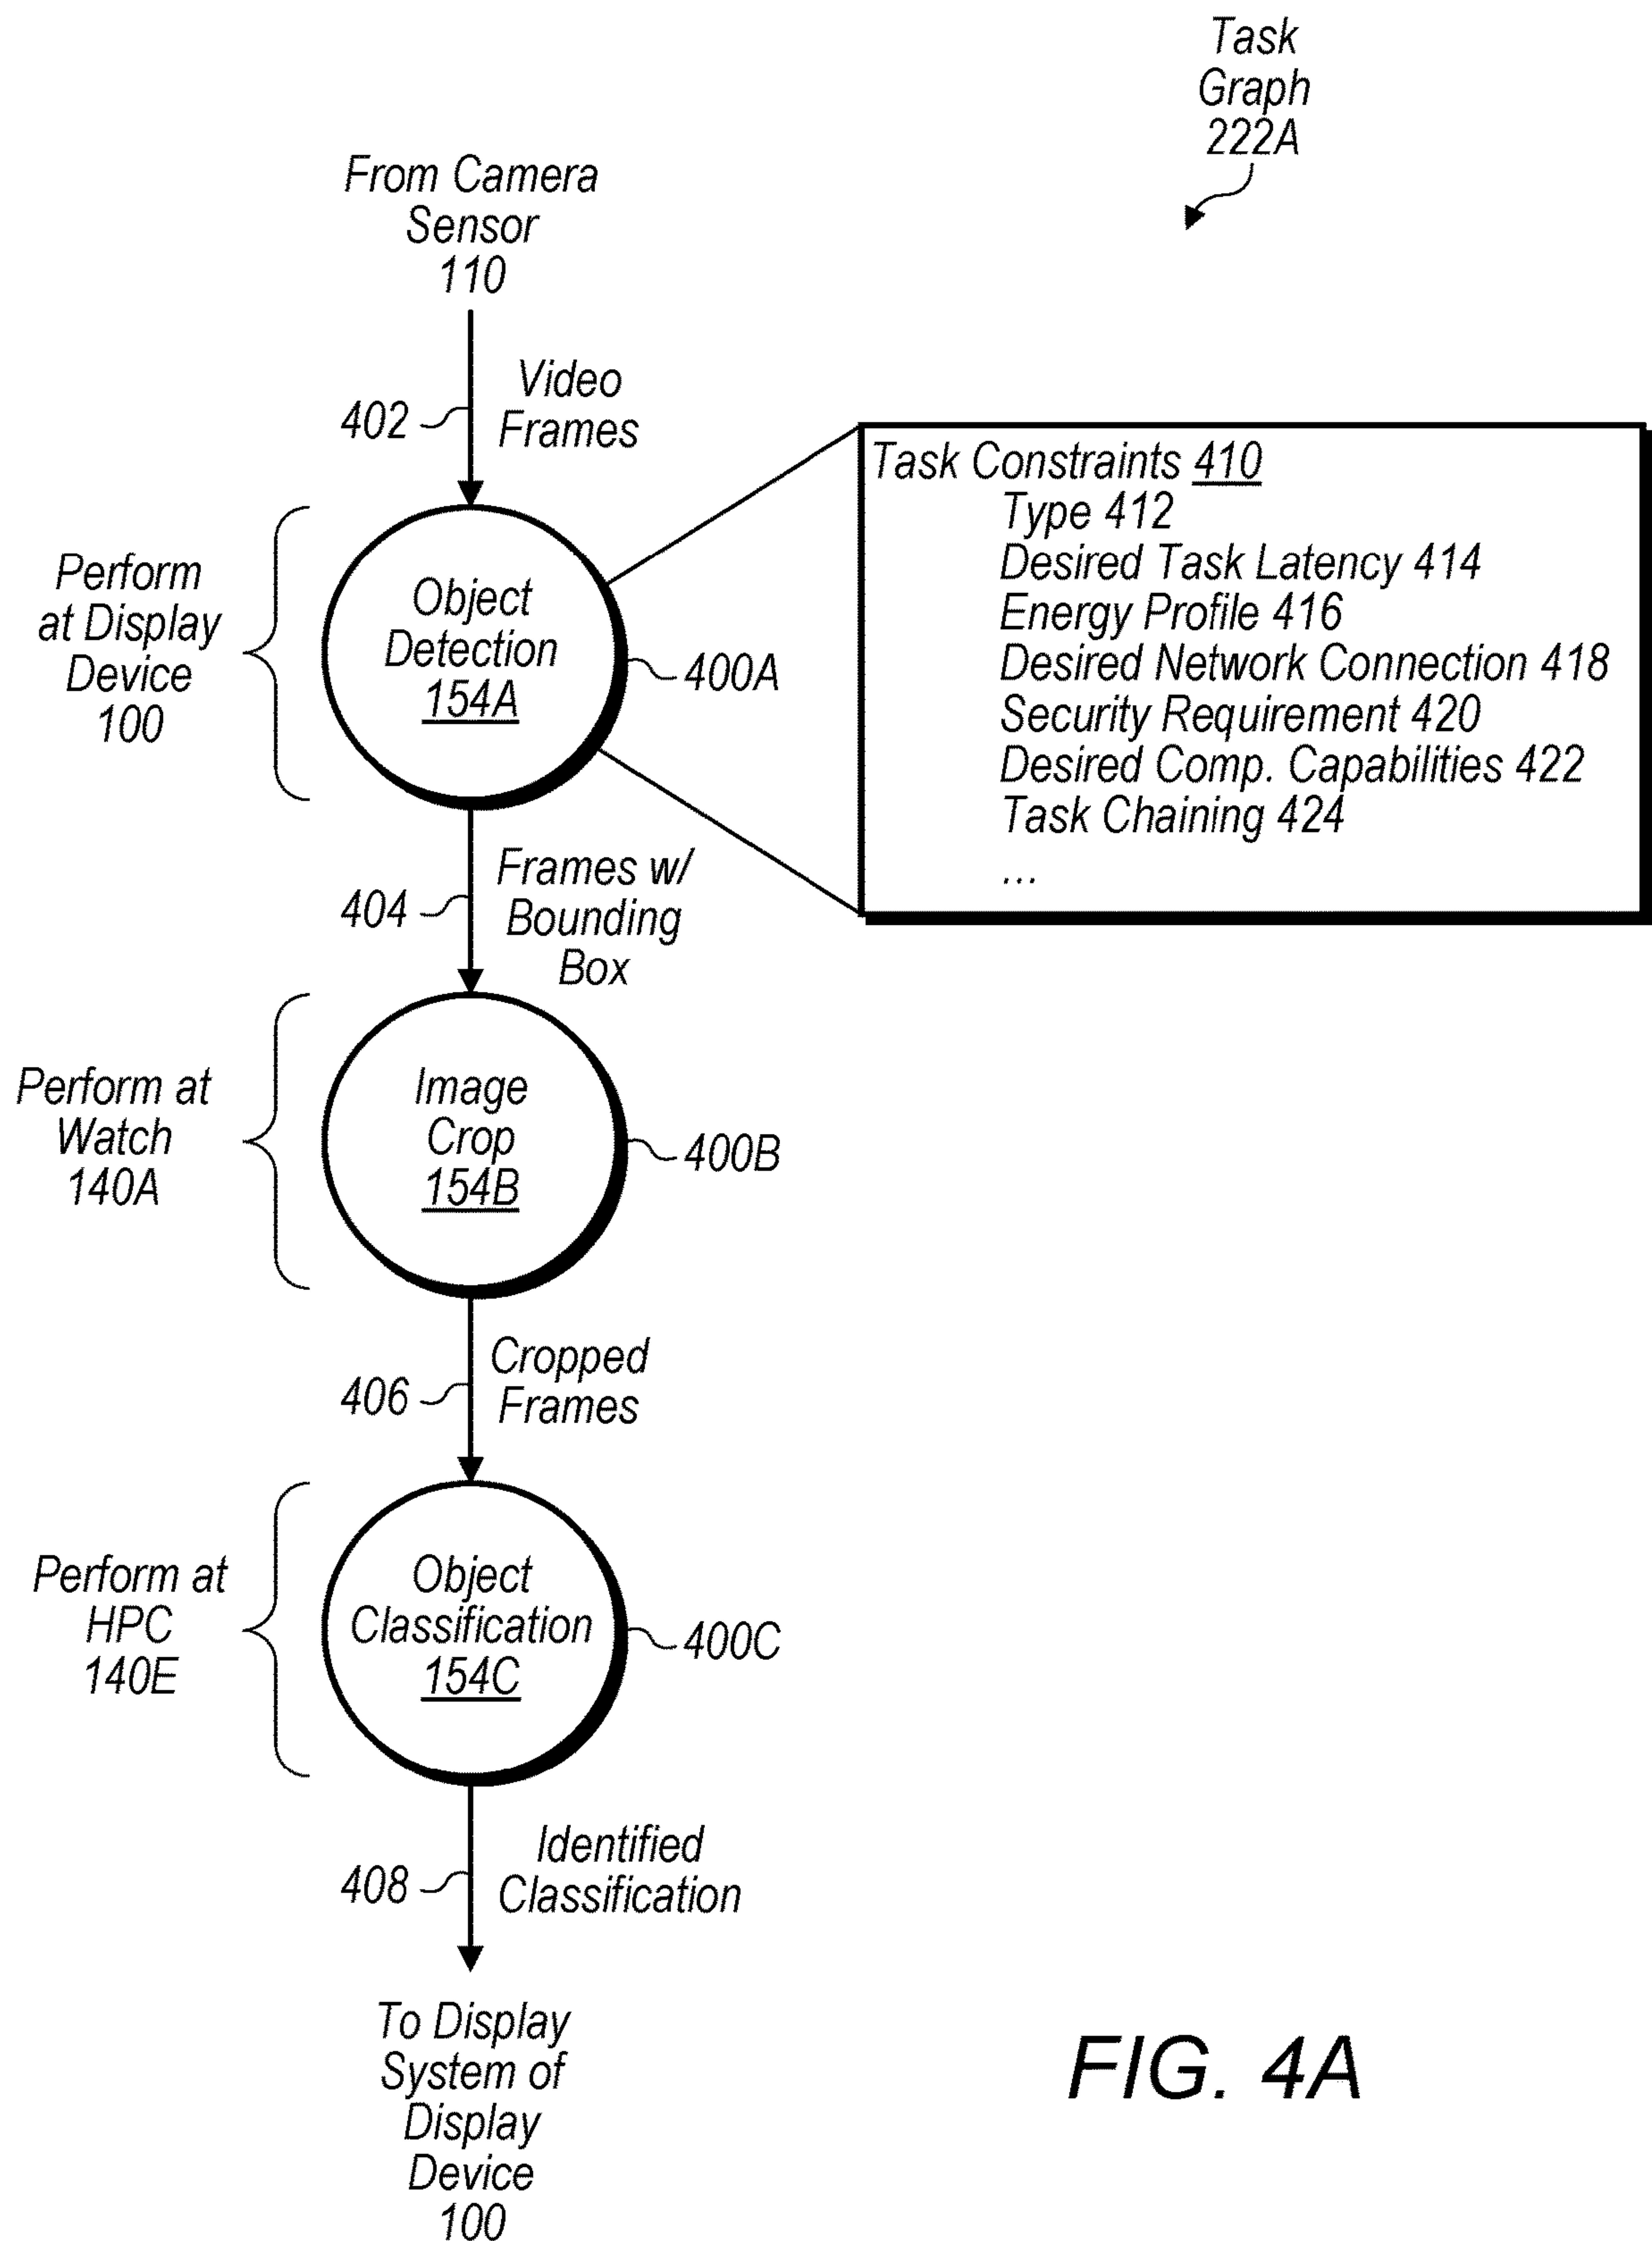 Task
Graph
222A
From Camera
Sensor
110
402
Video
Frames
Perform
at Display
Device
100
Object
Detection
154A
400A
Task Constraints 410
Type 412
Desired Task Latency 414
Energy Profile 416
Desired Network Connection 418
Security Requirement 420
Desired Comp. Capabilities 422
Task Chaining 424
...
404
Frames w/
Bounding
Box
Perform at
Watch
140A
Image
Crop
154B
400B
406
Cropped
Frames
Perform at
HPC
140E
Object
Classification
154C
400C
408
Identified
Classification
To Display
System of
Display
Device
100
FIG. 4A